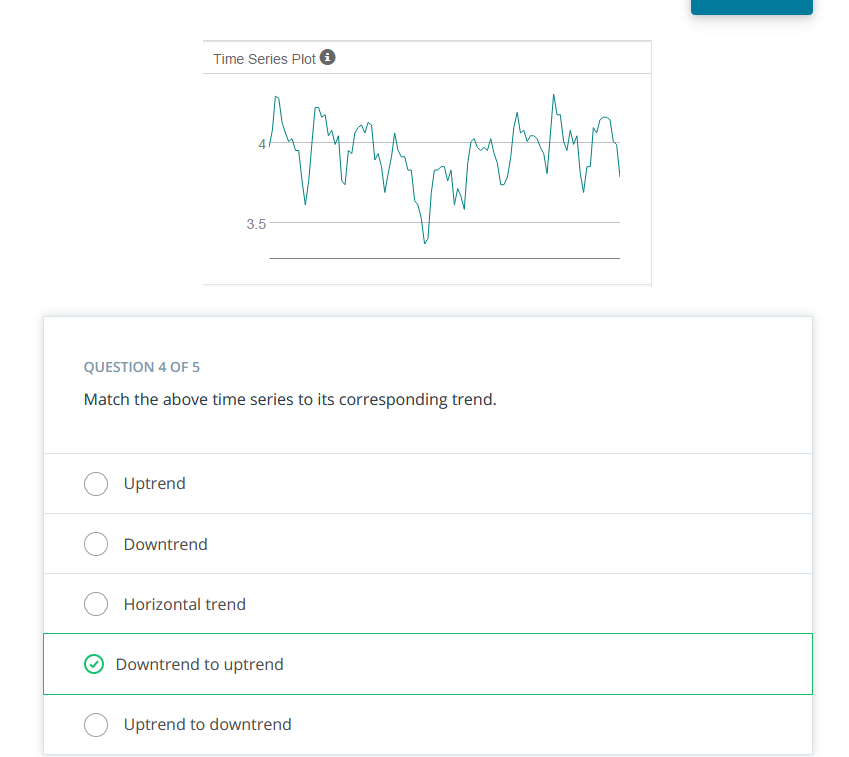 Time Series Plot
4
3.5
QUESTION 4 OF 5
Match the above time series to its corresponding trend.
Uptrend
Downtrend
Horizontal trend
Downtrend to uptrend
Uptrend to downtrend